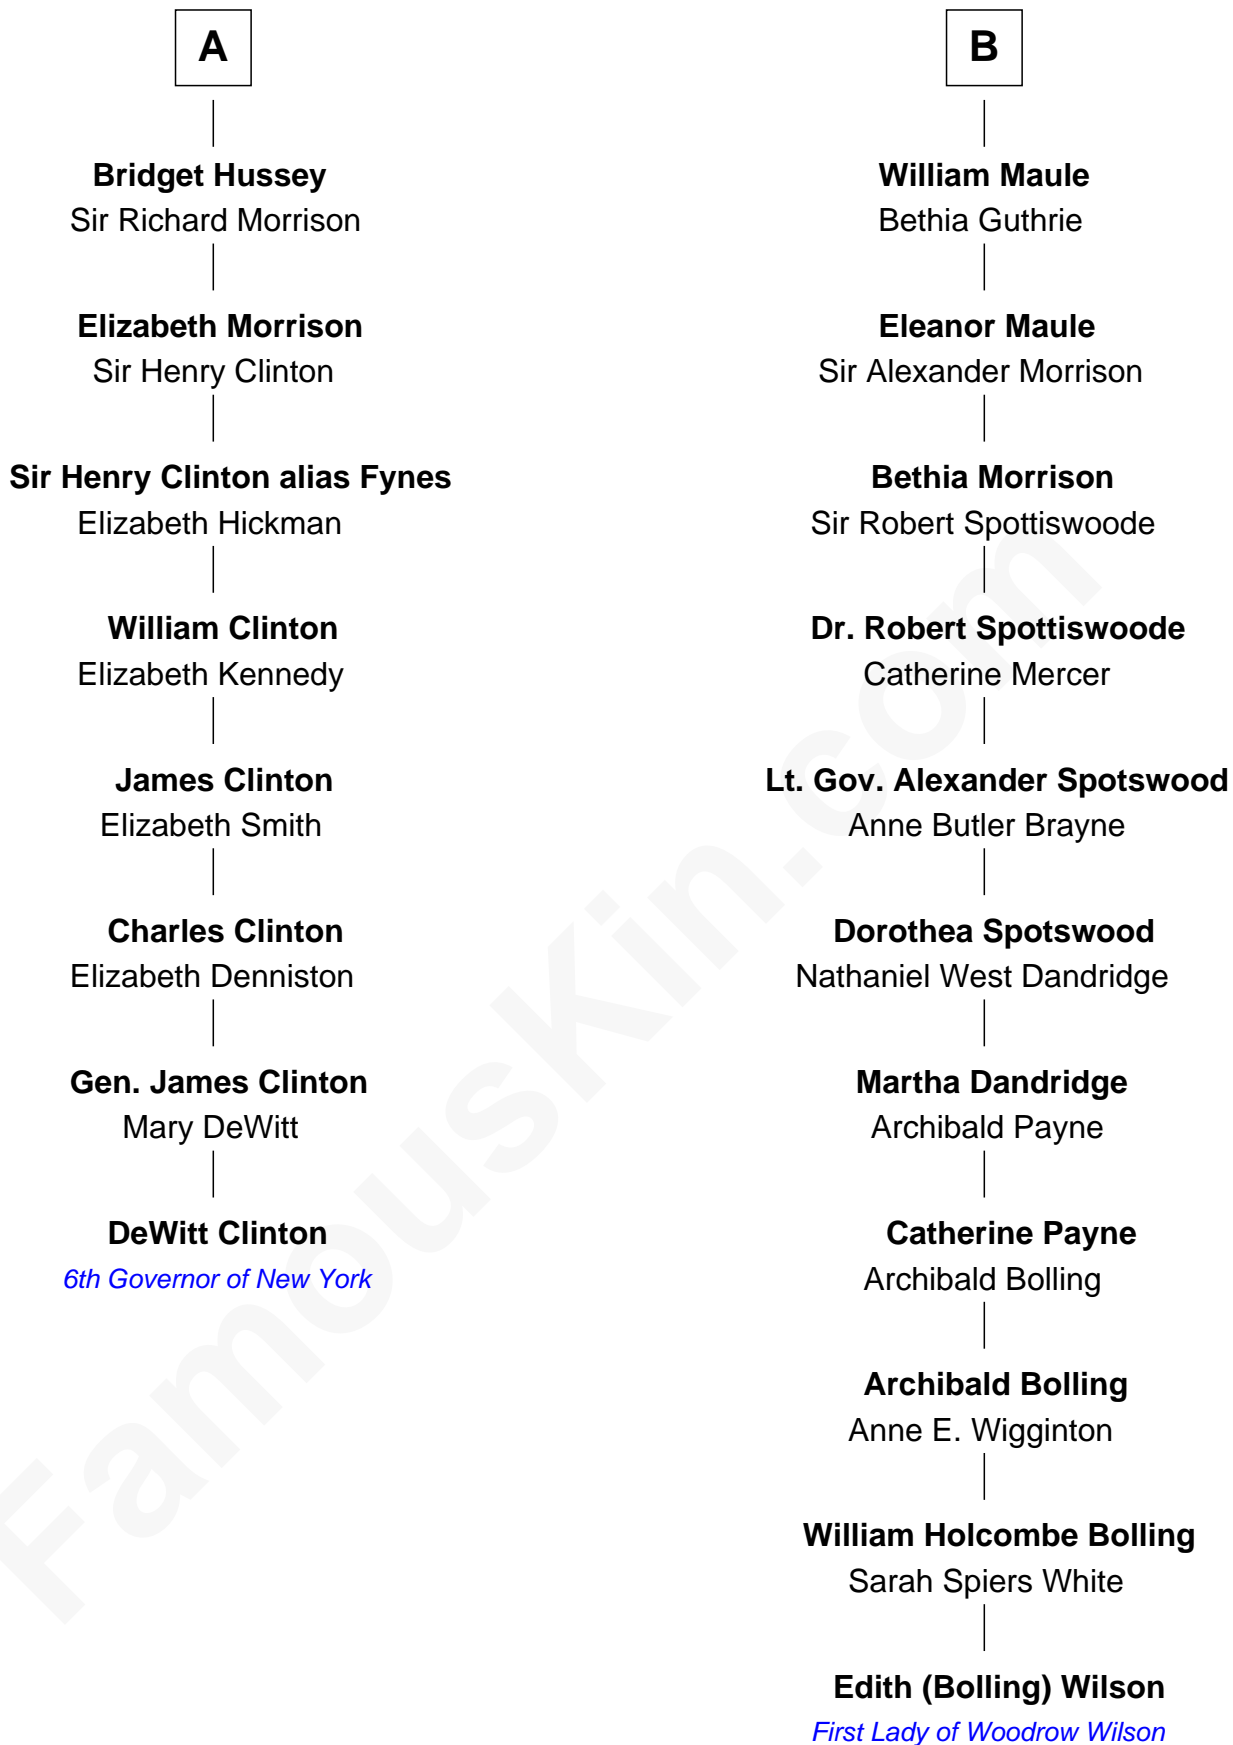 A
Bridget Hussey
Sir Richard Morrison
Elizabeth Morrison
Sir Henry Clinton
Sir Henry Clinton alias Fynes
Elizabeth Hickman
William Clinton
Elizabeth Kennedy
James Clinton
Elizabeth Smith
Charles Clinton
Elizabeth Denniston
Gen. James Clinton
Mary DeWitt
DeWitt Clinton
6th Governor of New York
B
William Maule
Bethia Guthrie
Eleanor Maule
Sir Alexander Morrison
Bethia Morrison
Sir Robert Spottiswoode
Dr. Robert Spottiswoode
Catherine Mercer
Lt. Gov. Alexander Spotswood
Anne Butler Brayne
Dorothea Spotswood
Nathaniel West Dandridge
Martha Dandridge
Archibald Payne
Catherine Payne
Archibald Bolling
Archibald Bolling
Anne E. Wigginton
William Holcombe Bolling
Sarah Spiers White
Edith (Bolling) Wilson
First Lady of Woodrow Wilson
FamousKin.com